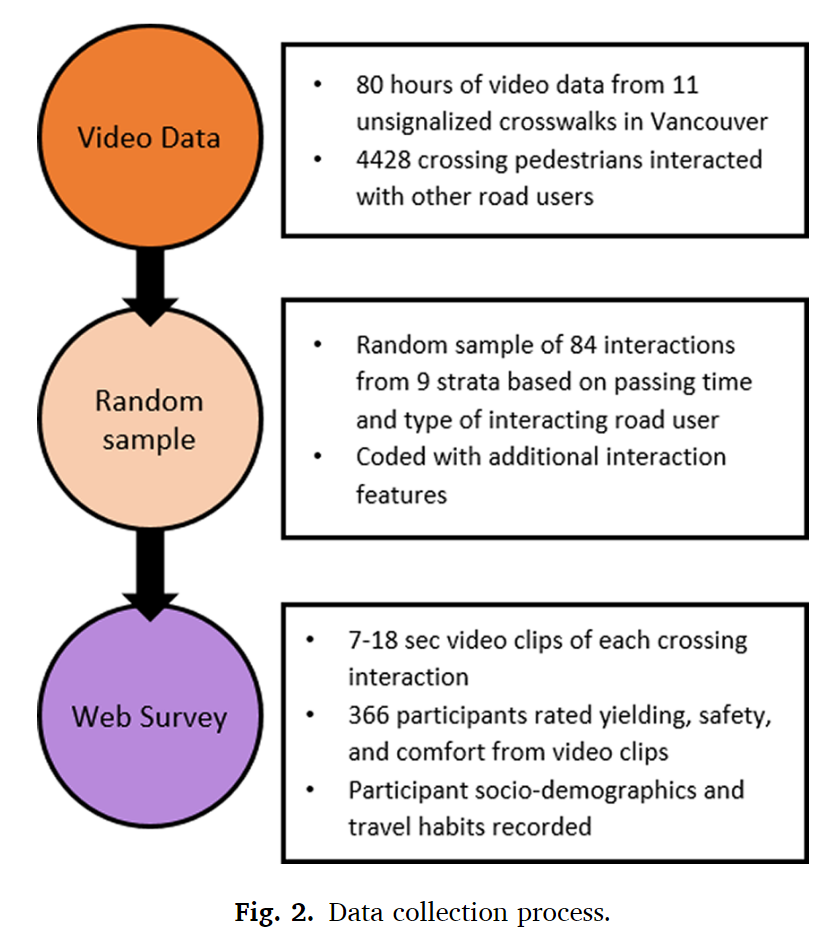 Video Data
• 80 hours of video data from 11
unsignalized crosswalks in Vancouver
• 4428 crossing pedestrians interacted
with other road users
Random
sample
• Random sample of 84 interactions
from 9 strata based on passing time
and type of interacting road user
• Coded with additional interaction
features
Web Survey
• 7-18 sec video clips of each crossing
interaction
• 366 participants rated yielding, safety,
and comfort from video clips
• Participant socio-demographics and
travel habits recorded
Fig. 2. Data collection process.